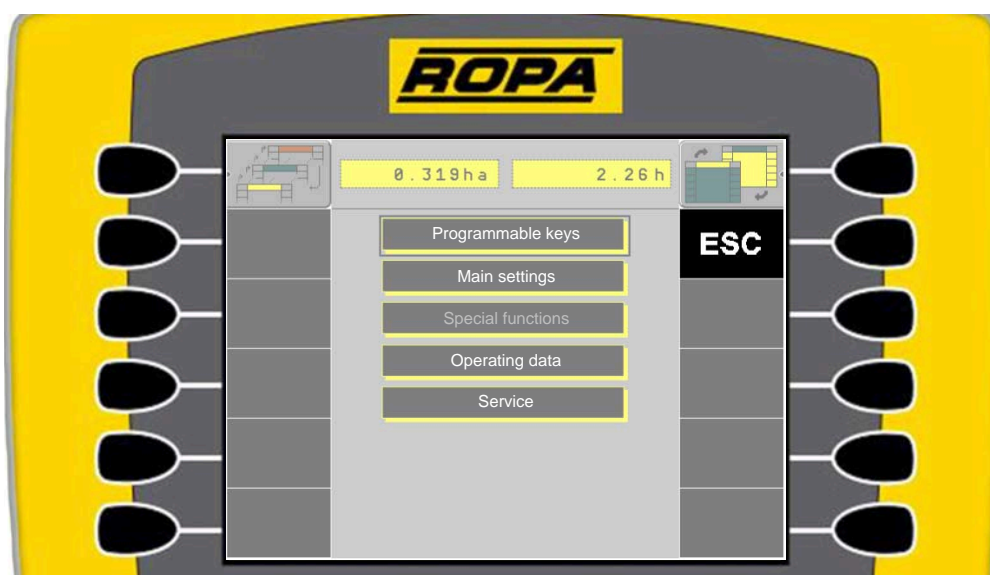 ROPA
0.319ha 2.26h
Programmable keys
ESC
Main settings
Special functions
Operating data
Service